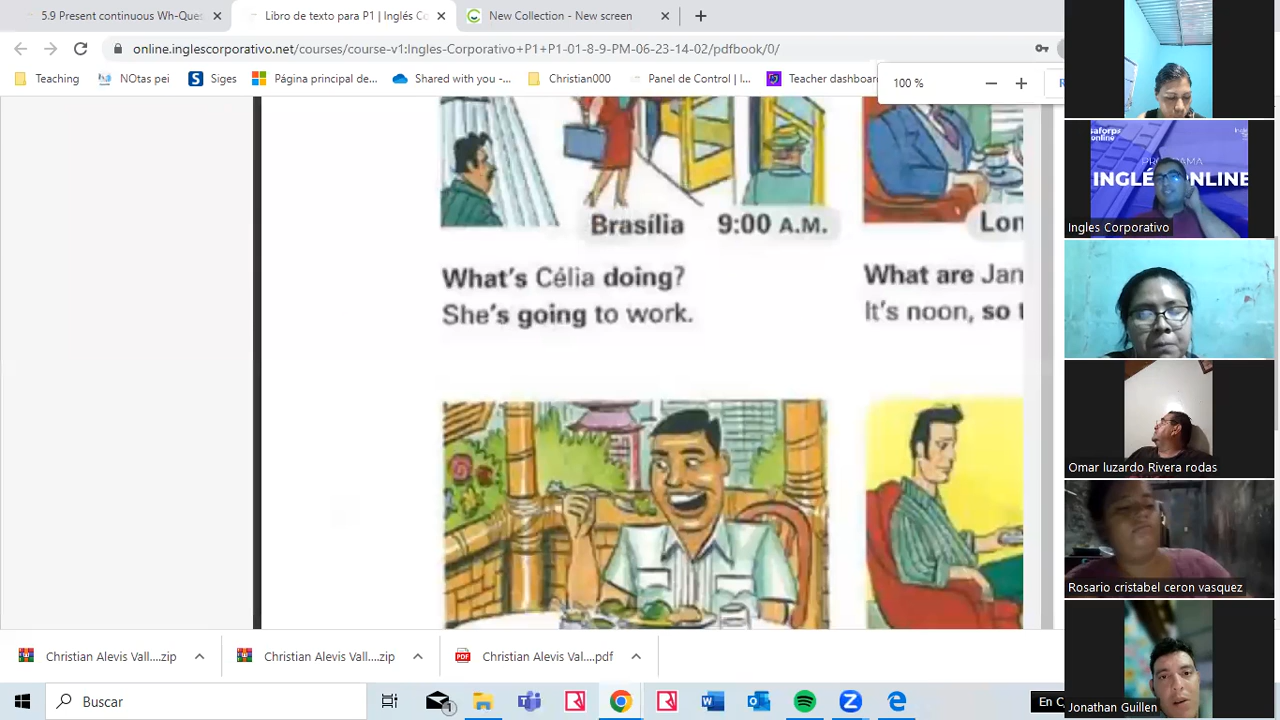 5.9 Present continuous Wh-Ques
Libro de texto para P1 | Inglés Co
New Collection - New screen
online.inglescorporativo.net/courses/course-v1:Ingles-Corporativo+P1+P1-01-8-9-PM-06-23-14-02/pdfbook/0/
Teaching
NOtas pei
Siges
Página principal e...
Shared with you -...
Christian000
Panel de Control | I...
Teacher dashboar
100 %
Brasília 9:00 A.M.
Lon
What's Célia doing?
She's going to work.
What are Jan
It's noon, so t
Christian Alevis Vall....zip
Christian Alevis Vall....zip
Christian Alevis Val....pdf
Buscar
1
INGLÉ
NLINE
Ingles Corporativo
Omar luzardo Rivera rodas
Rosario cristabel ceron vasquez
Jonathan Guillen